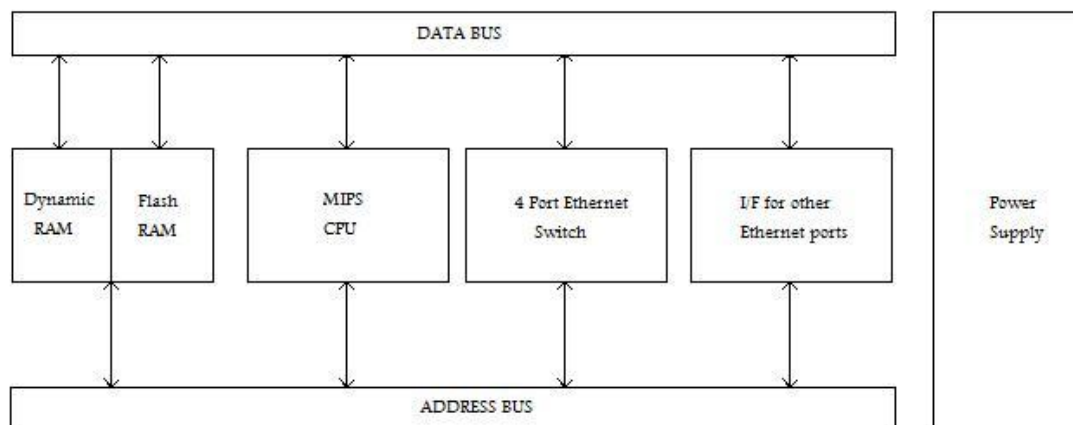 DATA BUS
Dynamic
RAM
Flash
RAM
MIPS
CPU
4 Port Ethernet
Switch
I/F for other
Ethernet ports
Power
Supply
ADDRESS BUS